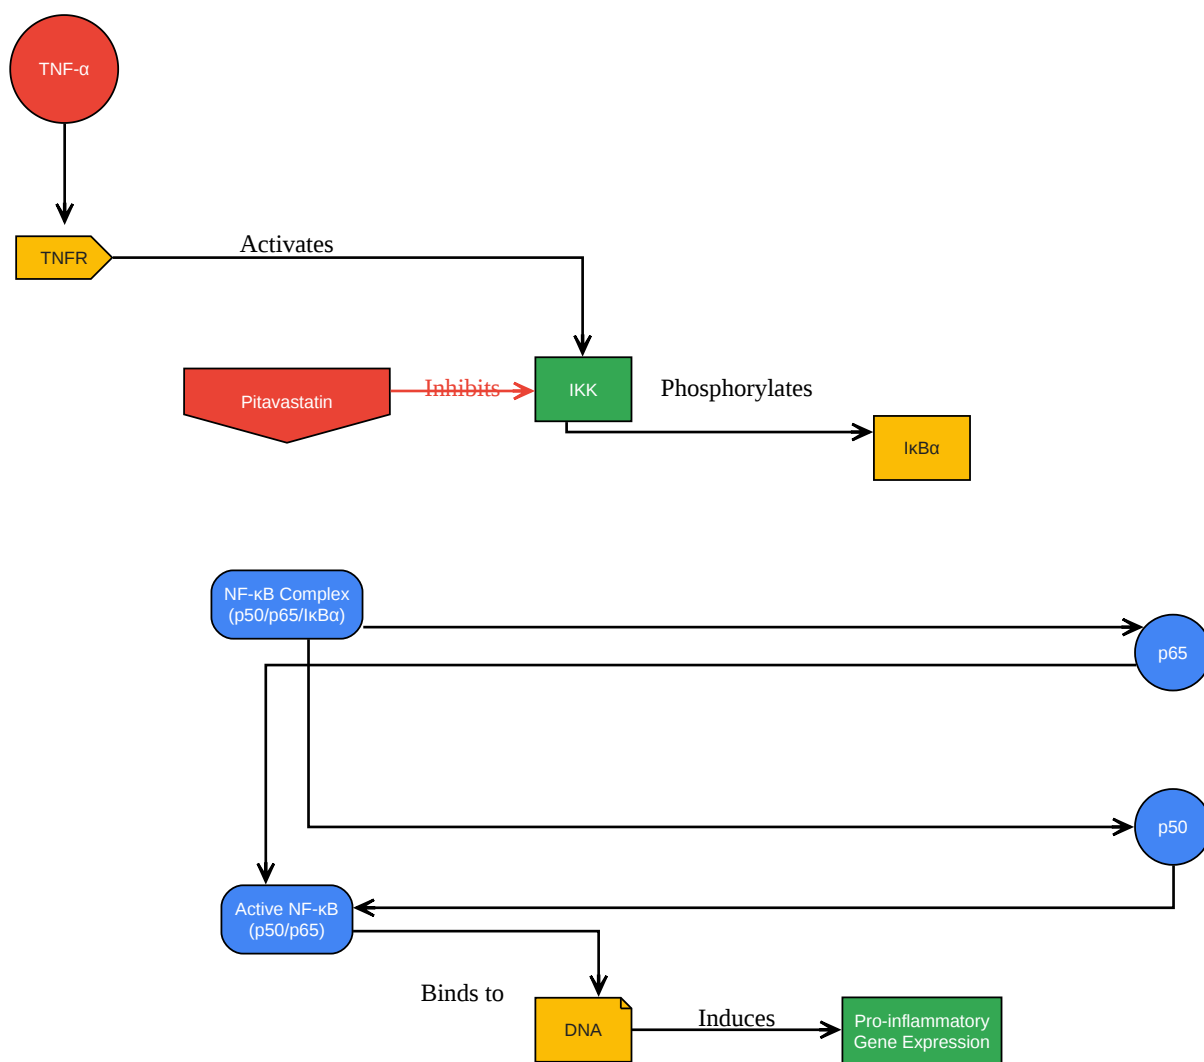 TNF-α
TNFR
Activates
Pitavastatin
Inhibits
IKK
Phosphorylates
IκBα
NF-κB Complex
(p50/p65/IκBα)
p65
p50
Active NF-κB
(p50/p65)
Binds to
DNA
Induces
Pro-inflammatory
Gene Expression